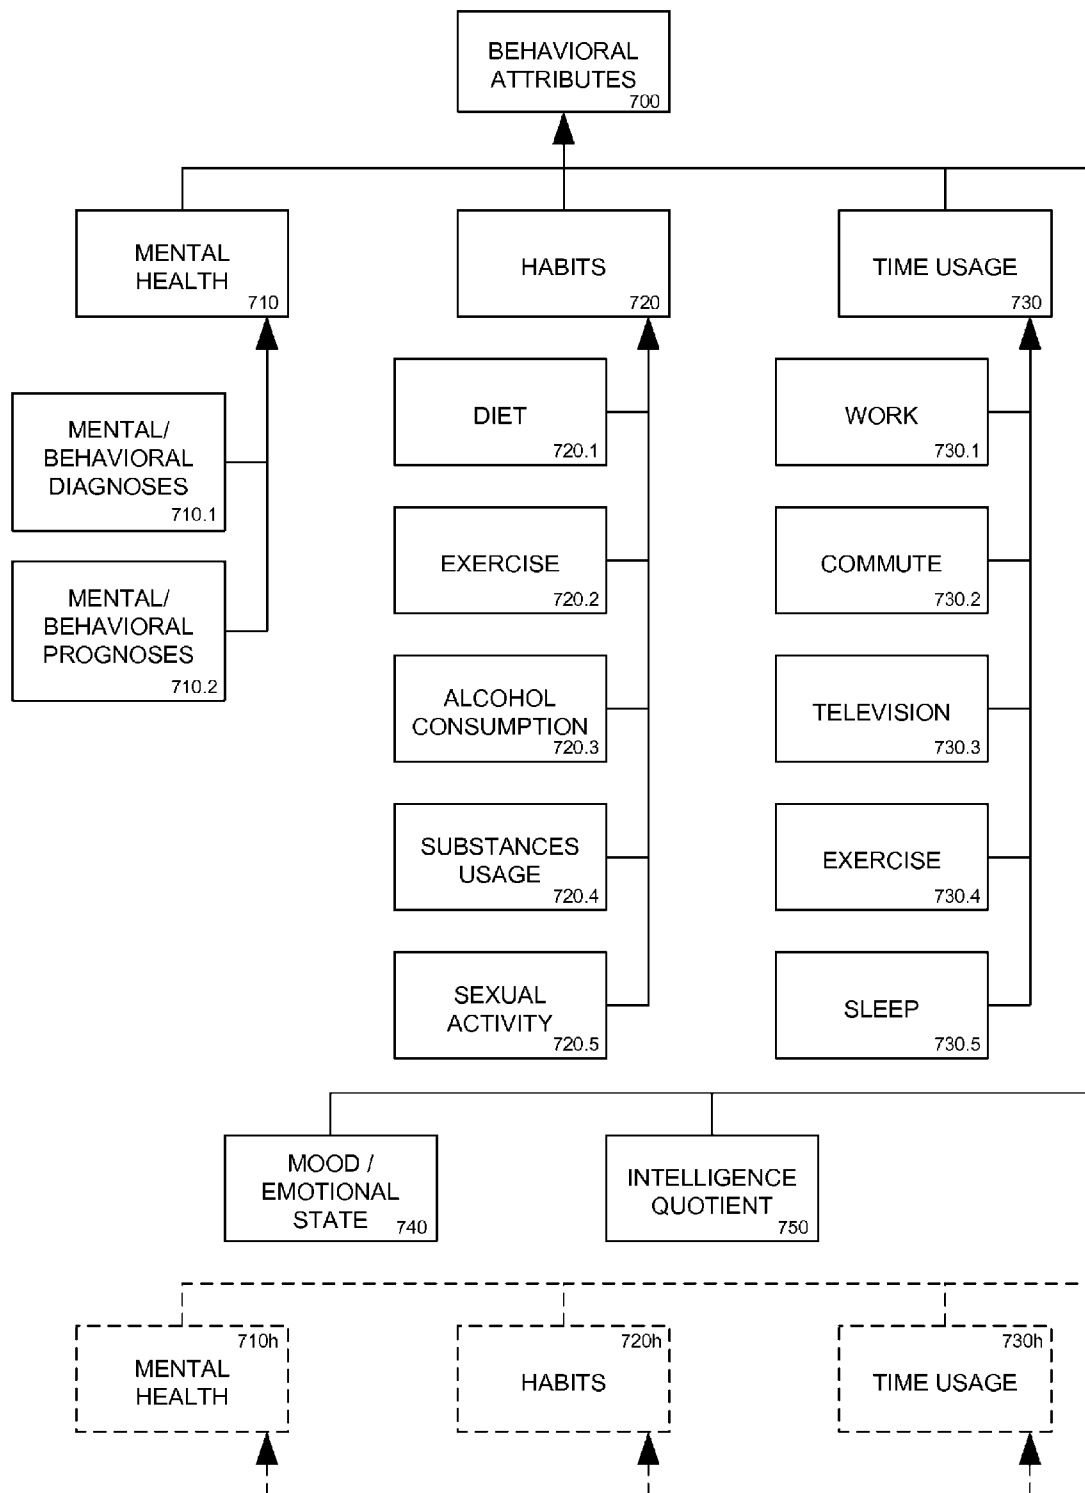 BEHAVIORAL
ATTRIBUTES
700
MENTAL
HEALTH
710
HABITS
720
TIME USAGE
730
MENTAL/
BEHAVIORAL
DIAGNOSES
710.1
MENTAL/
BEHAVIORAL
PROGNOSES
710.2
DIET
720.1
EXERCISE
720.2
ALCOHOL
CONSUMPTION
720.3
SUBSTANCES
USAGE
720.4
SEXUAL
ACTIVITY
720.5
WORK
730.1
COMMUTE
730.2
TELEVISION
730.3
EXERCISE
730.4
SLEEP
730.5
MOOD /
EMOTIONAL
STATE
740
INTELLIGENCE
QUOTIENT
750
710h
MENTAL
HEALTH
720h
HABITS
730h
TIME USAGE